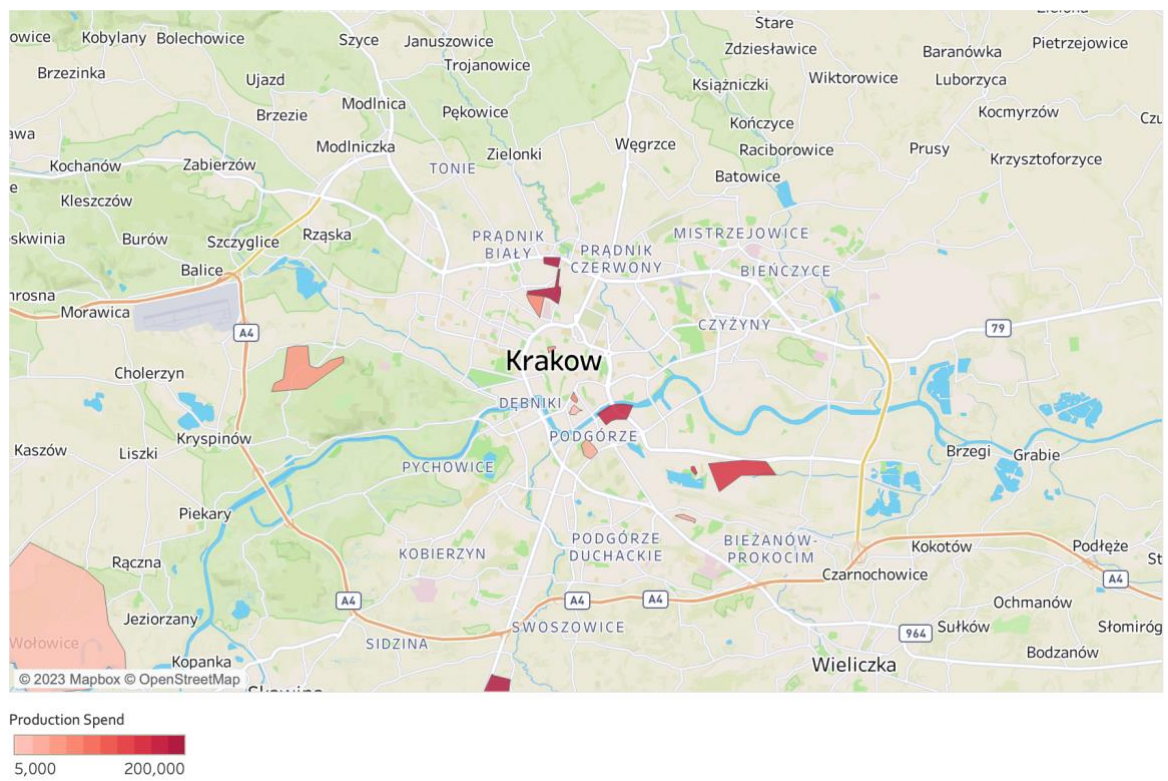 Stare
owice
Kobylany
Bolechowice
Szyce
Januszowice
Zdziesławice
Baranówka
Pietrzejowice
Brzezinka
Ujazd
Trojanowice
Książniczki
Wiktorowice
Luborzyca
Brzezie
Modlnica
Pękowice
Kończyce
Kocmyrzów
Czu
awa
Modlniczka
Zielonki
Węgrzce
Raciborowice
Prusy
Krzysztoforzyce
Kochanów
Zabierzów
TONIE
Batowice
e
Kleszczów
skwinia
Burów
Szczyglice
Rząska
PRĄDNIK
BIAŁY
PRĄDNIK
CZERWONY
MISTRZEJOWICE
Balice
BIEŃCZYCE
nrosna
Morawica
A4
CZYŻYNY
79
Krakow
Cholerzyn
DĘBNIKI
Kryspinów
PODGÓRZE
Kaszów
Liszki
PYCHOWICE
Brzegi
Grabie
Piekary
Rączna
KOBIERZYN
PODGÓRZE
DUCHACKIE
BIEŻANÓW-
PROKOCIM
Kokotów
Podłęże
St
Czarnochowice
A4
A4
A4
A4
Ochmanów
Jeziorzany
Wołowice
SIDZINA
SWOSZOWICE
964
Sułków
Słomiróg
Kopanka
Wieliczka
Bodzanów
© 2023 Mapbox © OpenStreetMap
Production Spend
5,000
200,000